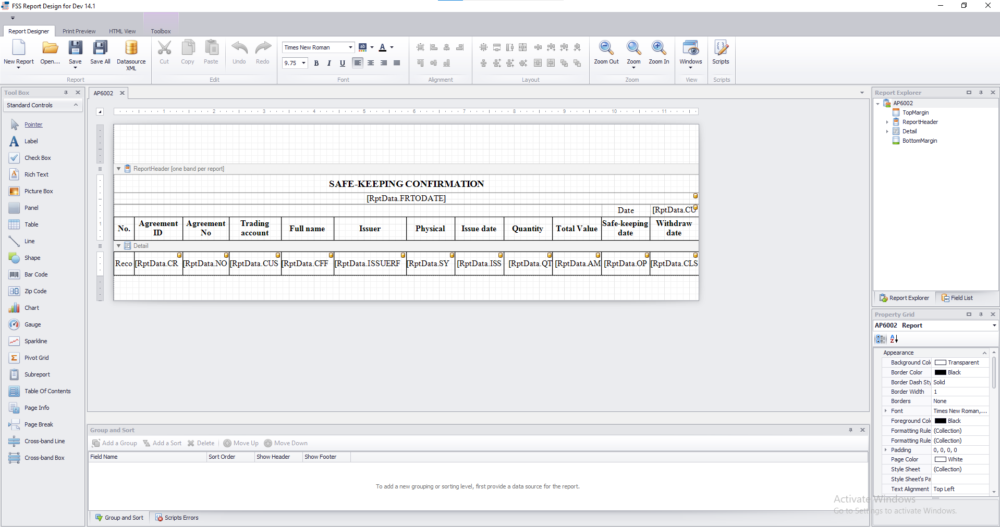 FSS Report Design for Dev 14.1
Report Designer Print Preview HTML View Toolbox
New Report Open... Save Save All Datasource XML
Cut Copy Paste Undo Redo
Times New Roman
9.75 B I U
Zoom Out Zoom Zoom In Windows Scripts
Report Edit Font Alignment Layout Zoom View Scripts
Tool Box
Standard Controls
Pointer
Label
Check Box
Rich Text
Picture Box
Panel
Table
Line
Shape
Bar Code
Zip Code
Chart
Gauge
Sparkline
Pivot Grid
Subreport
Table Of Contents
Page Info
Page Break
Cross-band Line
Cross-band Box
AP6002
1 2 3 4 5 6 7 8 9 10 11
ReportHeader [one band per report]
SAFE-KEEPING CONFIRMATION
[RptData.FRTODATE]
Date [RptData.CU
No. Agreement ID Agreement No Trading account Full name Issuer Physical Issue date Quantity Total Value Safe-keeping date Withdraw date
1
Detail
Reco [RptData.CR [RptData.NO [RptData.CUS [RptData.CFF [RptData.ISSUERF [RptData.SY [RptData.ISS [RptData.QT [RptData.AM [RptData.OP [RptData.CLS
Group and Sort
Add a Group Add a Sort Delete Move Up Move Down
Field Name Sort Order Show Header Show Footer
To add a new grouping or sorting level, first provide a data source for the report.
Group and Sort Scripts Errors
Report Explorer
AP6002
TopMargin
ReportHeader
Detail
BottomMargin
Report Explorer Field List
Property Grid
AP6002 Report
Appearance
Background Col Transparent
Border Color Black
Border Dash Sty Solid
Border Width 1
Borders None
Font Times New Roman,...
Foreground Col Black
Formatting Rule (Collection)
Formatting Rule (Collection)
Padding 0, 0, 0, 0
Page Color White
Style Sheet (Collection)
Style Sheet's Pa
Text Alignment Top Left
Activate Windows
Go to Settings to activate Windows.